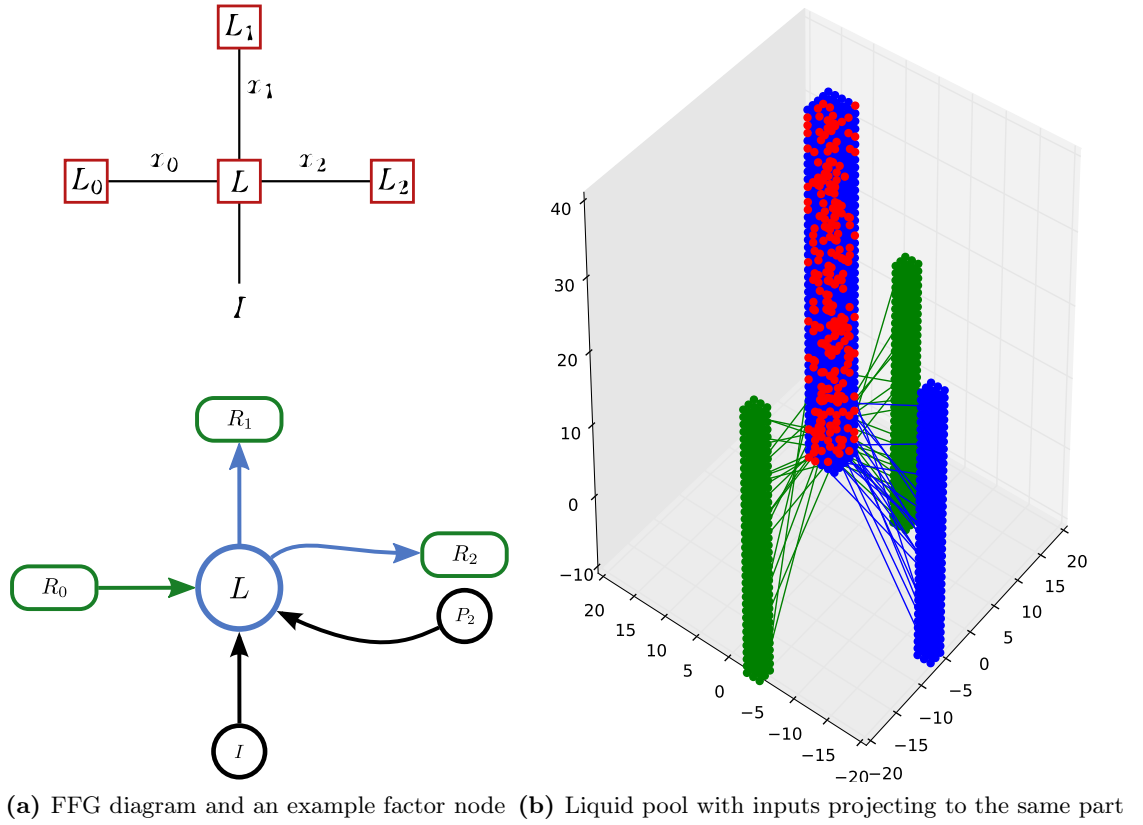 L₁
x₁
L₀ x₀ L x₂ L₂
I
R₁
R₀ L R₂
P₂
I
40
30
20
10
0
−10
20
15
10
5
0
−5
−10
−15
−20
−20
−15
−10
−5
0
5
10
15
20
(a) FFG diagram and an example factor node
(b) Liquid pool with inputs projecting to the same part